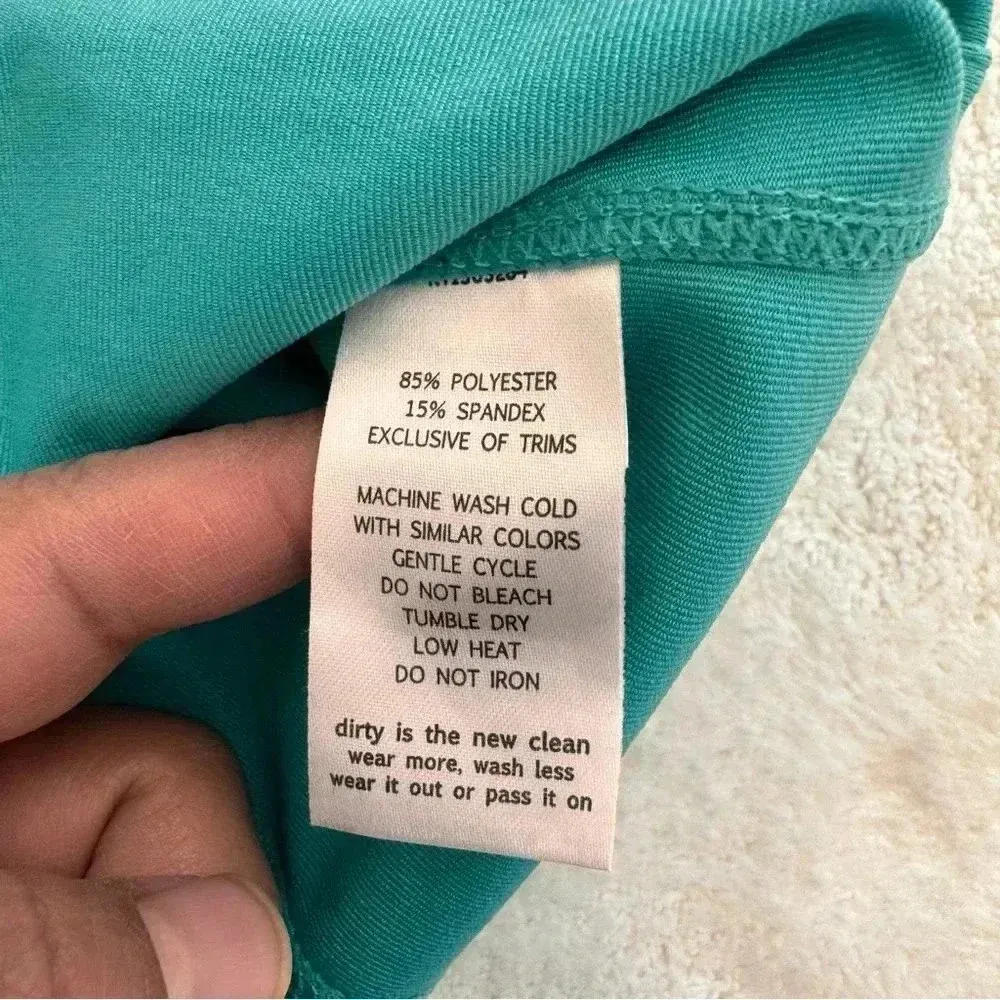 85% POLYESTER
15% SPANDEX
EXCLUSIVE OF TRIMS
MACHINE WASH COLD
WITH SIMILAR COLORS
GENTLE CYCLE
DO NOT BLEACH
TUMBLE DRY
LOW HEAT
DO NOT IRON
dirty is the new clean
wear more, wash less
wear it out or pass it on